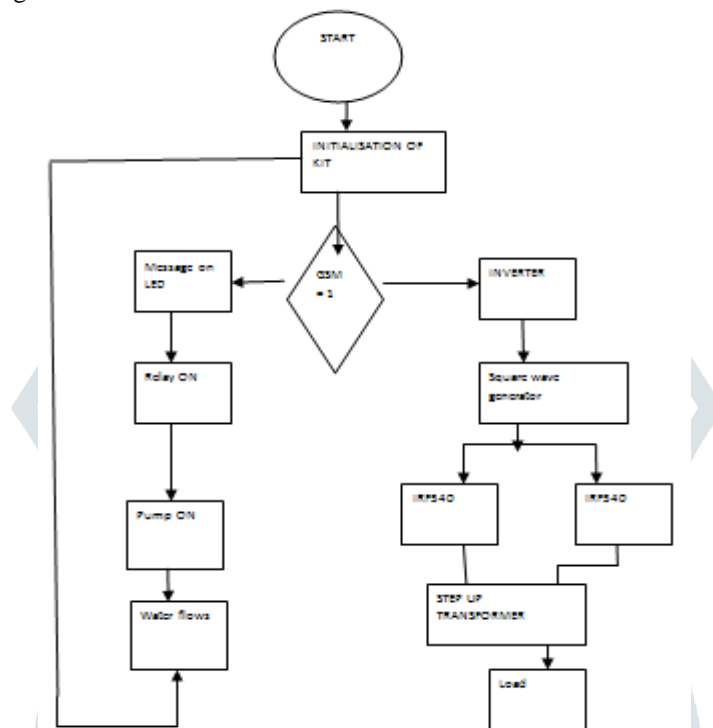 START
INITIALISATION OF
KIT
GSM
= 1
Message on
LED
INVERTER
Relay ON
Square wave
generator
IRF540
IRF540
Pump ON
STEP UP
TRANSFORMER
Water flows
Load